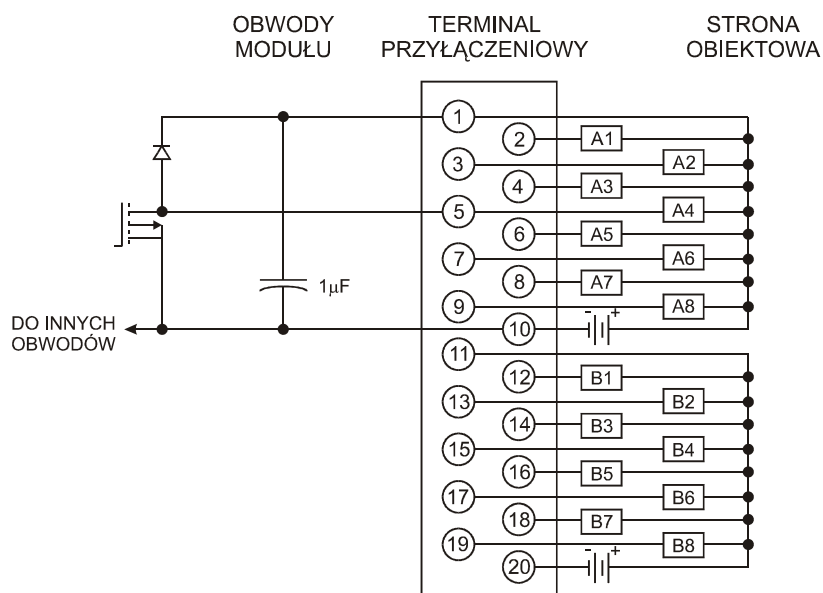 OBWODY
MODUŁU
TERMINAL
PRZYŁĄCZENIOWY
STRONA
OBIEKTOWA
1
2 A1
3 A2
4 A3
5 A4
6 A5
7 A6
8 A7
9 A8
10 - +
1µF
DO INNYCH
OBWODÓW
11
12 B1
13 B2
14 B3
15 B4
16 B5
17 B6
18 B7
19 B8
20 - +